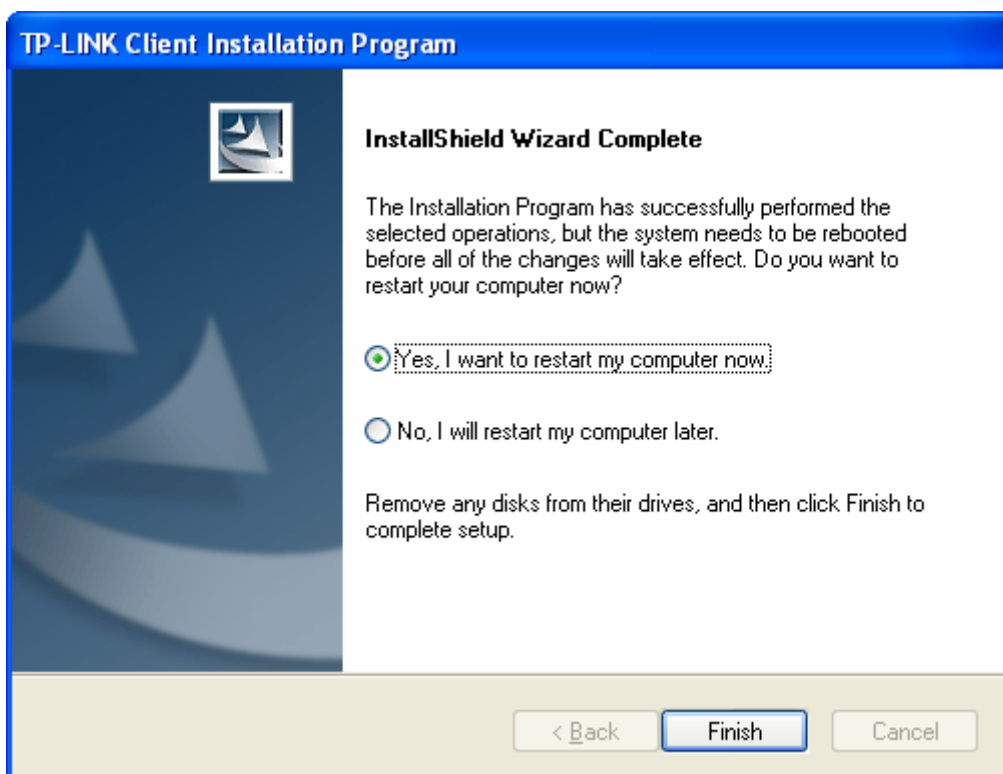 TP-LINK Client Installation Program
InstallShield Wizard Complete
The Installation Program has successfully performed the
selected operations, but the system needs to be rebooted
before all of the changes will take effect. Do you want to
restart your computer now?
Yes, I want to restart my computer now.
No, I will restart my computer later.
Remove any disks from their drives, and then click Finish to
complete setup.
< Back
Finish
Cancel